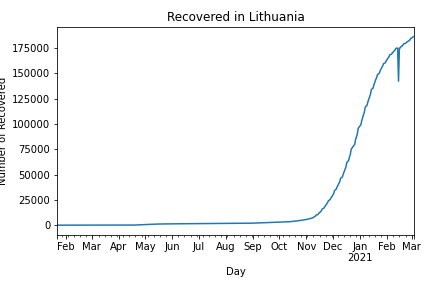 Recovered in Lithuania
Number of Recovered
175000
150000
125000
100000
75000
50000
25000
0
Feb Mar Apr May Jun Jul Aug Sep Oct Nov Dec Jan Feb Mar
2021
Day